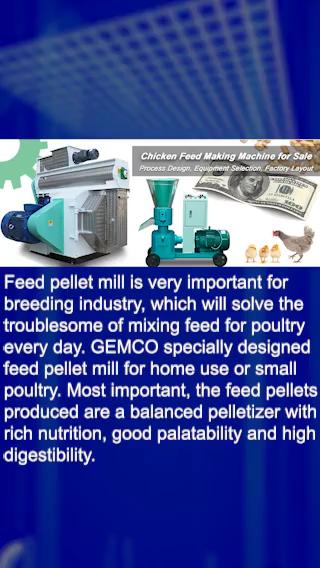 Chicken Feed Making Machine for Sale
Process Design, Equipment Selection, Factory Layout
Feed pellet mill is very important for
breeding industry, which will solve the
troublesome of mixing feed for poultry
every day. GEMCO specially designed
feed pellet mill for home use or small
poultry. Most important, the feed pellets
produced are a balanced pelletizer with
rich nutrition, good palatability and high
digestibility.